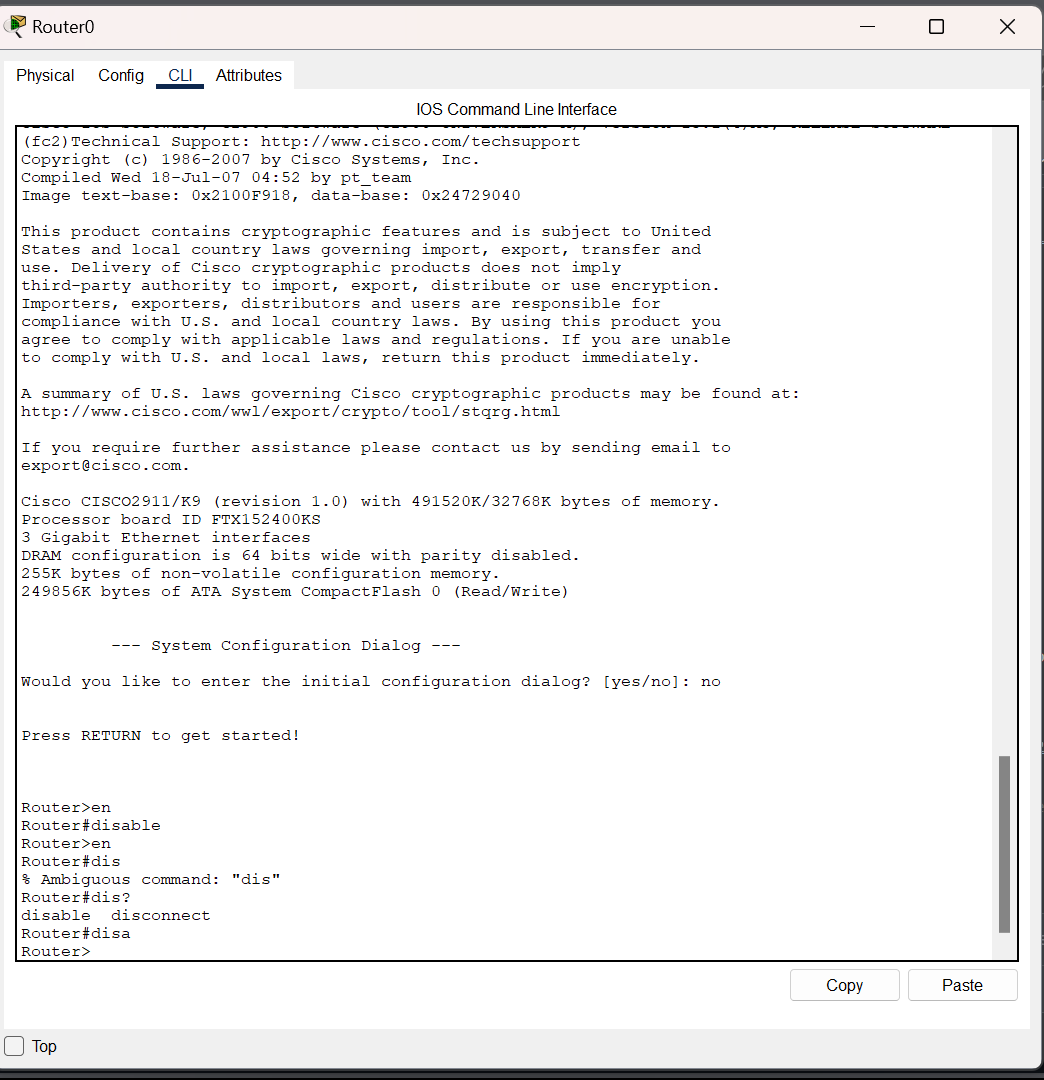 Router0
Physical Config CLI Attributes
IOS Command Line Interface
(fc2)Technical Support: http://www.cisco.com/techsupport
Copyright (c) 1986-2007 by Cisco Systems, Inc.
Compiled Wed 18-Jul-07 04:52 by pt_team
Image text-base: 0x2100F918, data-base: 0x24729040
This product contains cryptographic features and is subject to United
States and local country laws governing import, export, transfer and
use. Delivery of Cisco cryptographic products does not imply
third-party authority to import, export, distribute or use encryption.
Importers, exporters, distributors and users are responsible for
compliance with U.S. and local country laws. By using this product you
agree to comply with applicable laws and regulations. If you are unable
to comply with U.S. and local laws, return this product immediately.
A summary of U.S. laws governing Cisco cryptographic products may be found at:
http://www.cisco.com/wwl/export/crypto/tool/stqrg.html
If you require further assistance please contact us by sending email to
export@cisco.com.
Cisco CISCO2911/K9 (revision 1.0) with 491520K/32768K bytes of memory.
Processor board ID FTX152400KS
3 Gigabit Ethernet interfaces
DRAM configuration is 64 bits wide with parity disabled.
255K bytes of non-volatile configuration memory.
249856K bytes of ATA System CompactFlash 0 (Read/Write)
--- System Configuration Dialog ---
Would you like to enter the initial configuration dialog? [yes/no]: no
Press RETURN to get started!
Router>en
Router#disable
Router>en
Router#dis
% Ambiguous command: "dis"
Router#dis?
disable disconnect
Router#disa
Router>
Copy Paste
Top